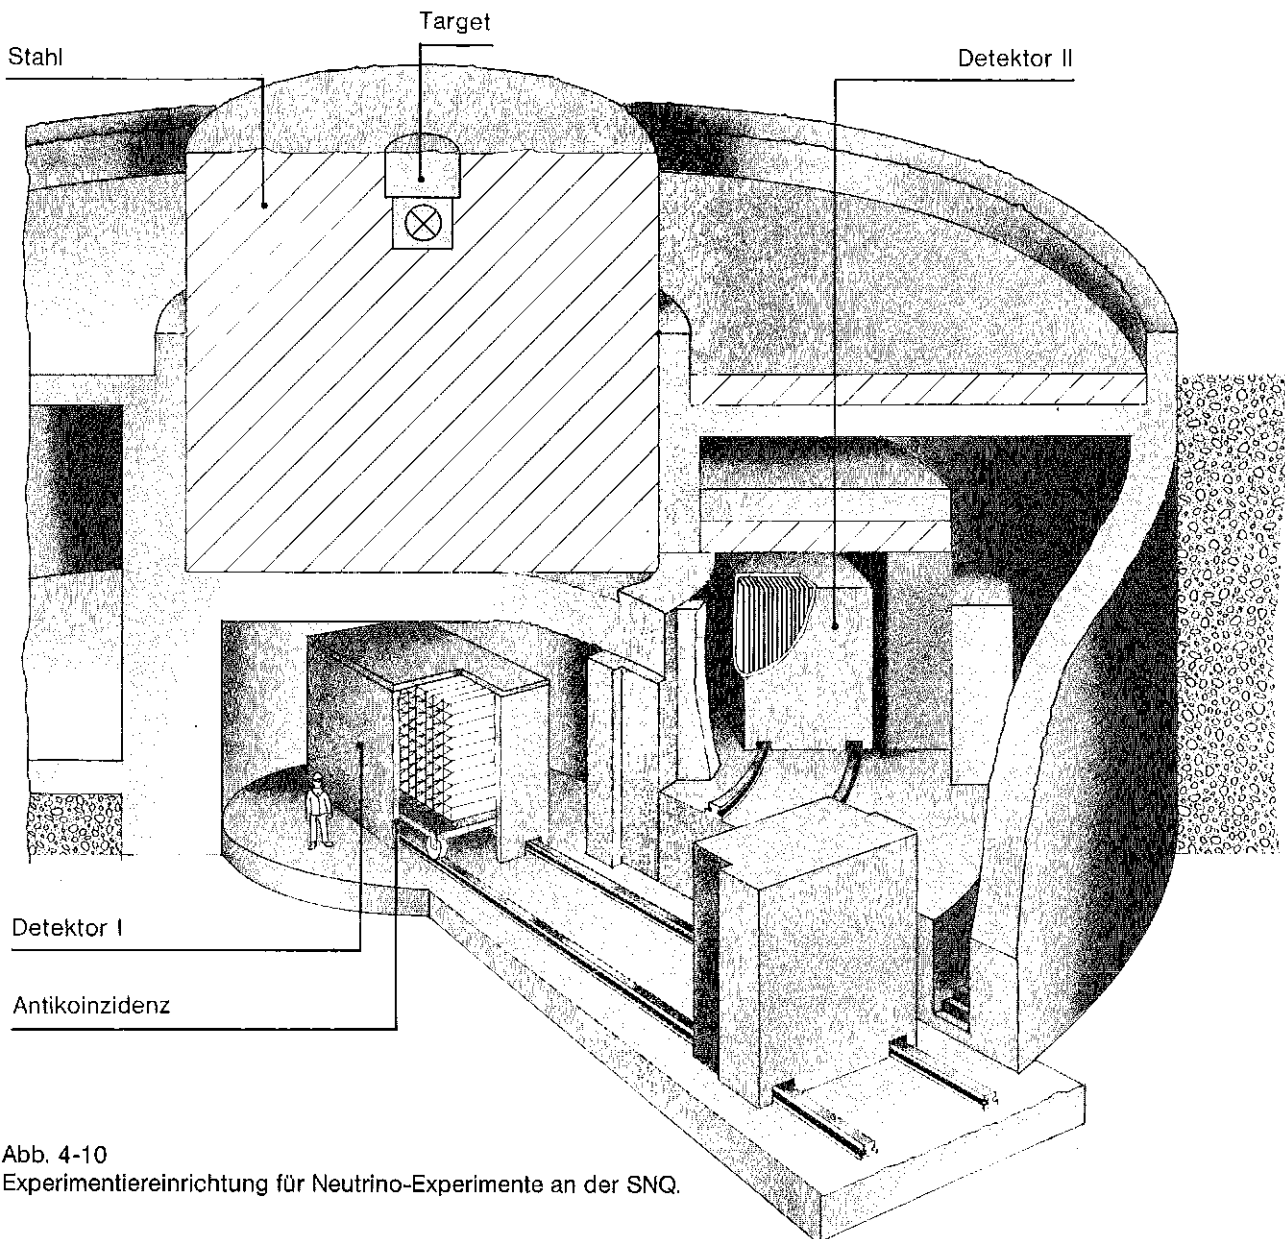 Target
Stahl
Detektor II
Detektor I
Antikoinzidenz
Abb. 4-10
Experimentiereinrichtung für Neutrino-Experimente an der SNQ.